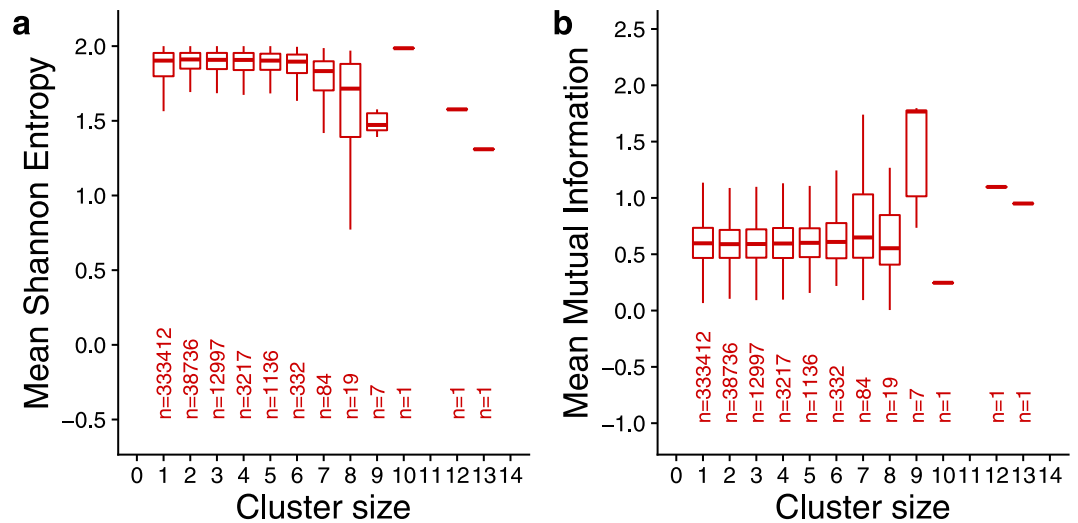 a
Mean Shannon Entropy
2.0
1.5
1.0
0.5
0.0
−0.5
n=333412
n=38736
n=12997
n=3217
n=1136
n=332
n=84
n=19
n=7
n=1
n=1
n=1
0 1 2 3 4 5 6 7 8 9 10 11 12 13 14
Cluster size
b
Mean Mutual Information
2.5
2.0
1.5
1.0
0.5
0.0
−0.5
−1.0
n=333412
n=38736
n=12997
n=3217
n=1136
n=332
n=84
n=19
n=7
n=1
n=1
n=1
0 1 2 3 4 5 6 7 8 9 10 11 12 13 14
Cluster size